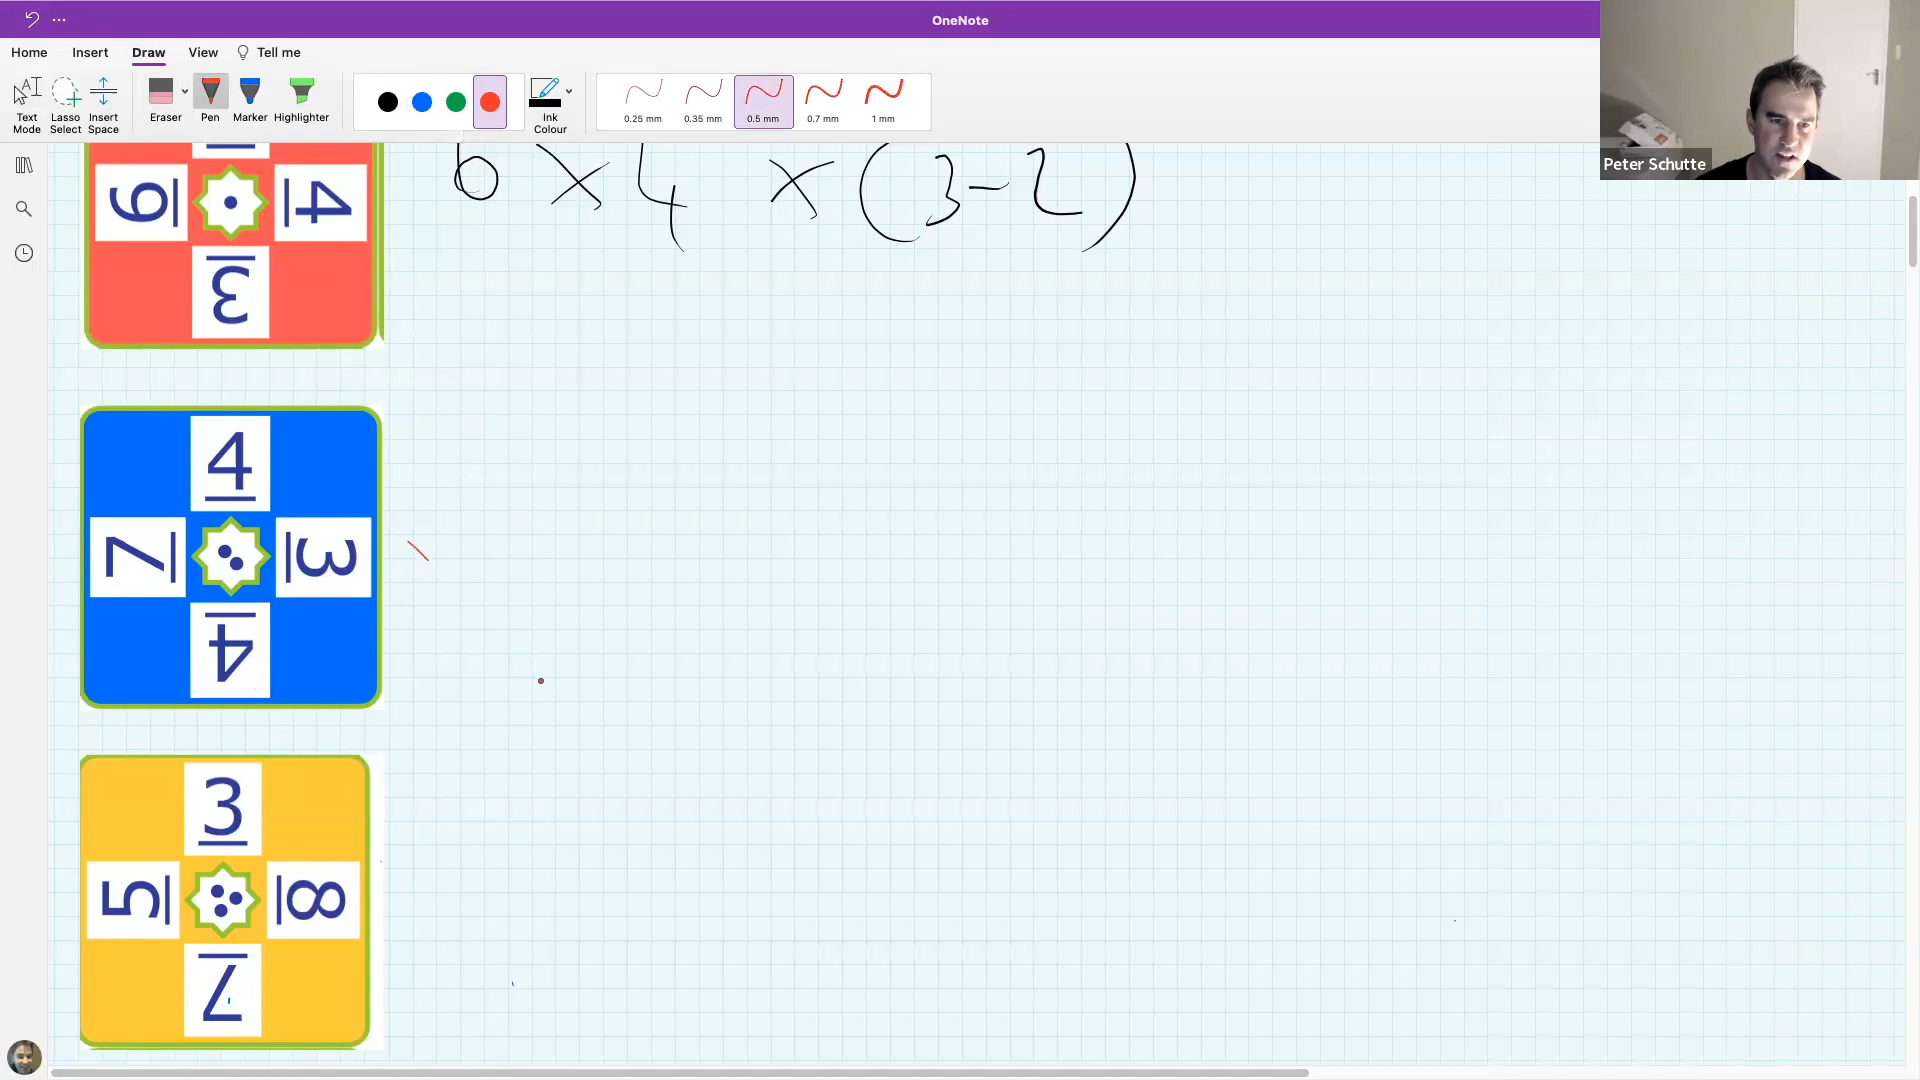 OneNote
Home Insert Draw View Tell me
Text Mode
Lasso Select
Insert Space
Eraser
Pen
Marker
Highlighter
Ink Colour
0.25 mm
0.35 mm
0.5 mm
0.7 mm
1 mm
Peter Schutte
6 × 4 × (3-2)
6 4
3
4
7 3
4
3
5 8
7